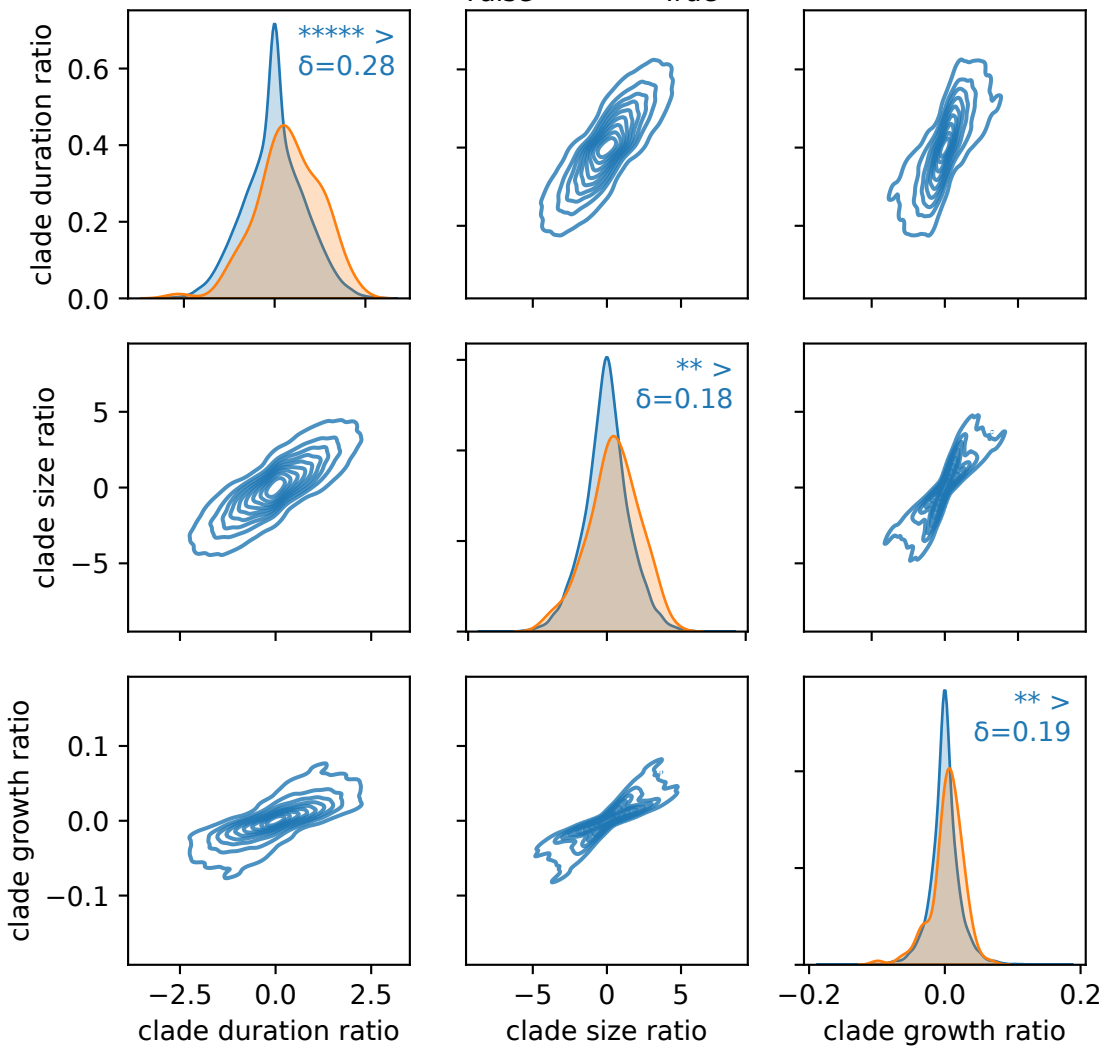 ***** >
δ=0.28
clade duration ratio
0.6
0.4
0.2
0.0
** >
δ=0.18
clade size ratio
5
0
−5
** >
δ=0.19
clade growth ratio
0.1
0.0
−0.1
−2.5 0.0 2.5
−5 0 5
−0.2 0.0 0.2
clade duration ratio
clade size ratio
clade growth ratio